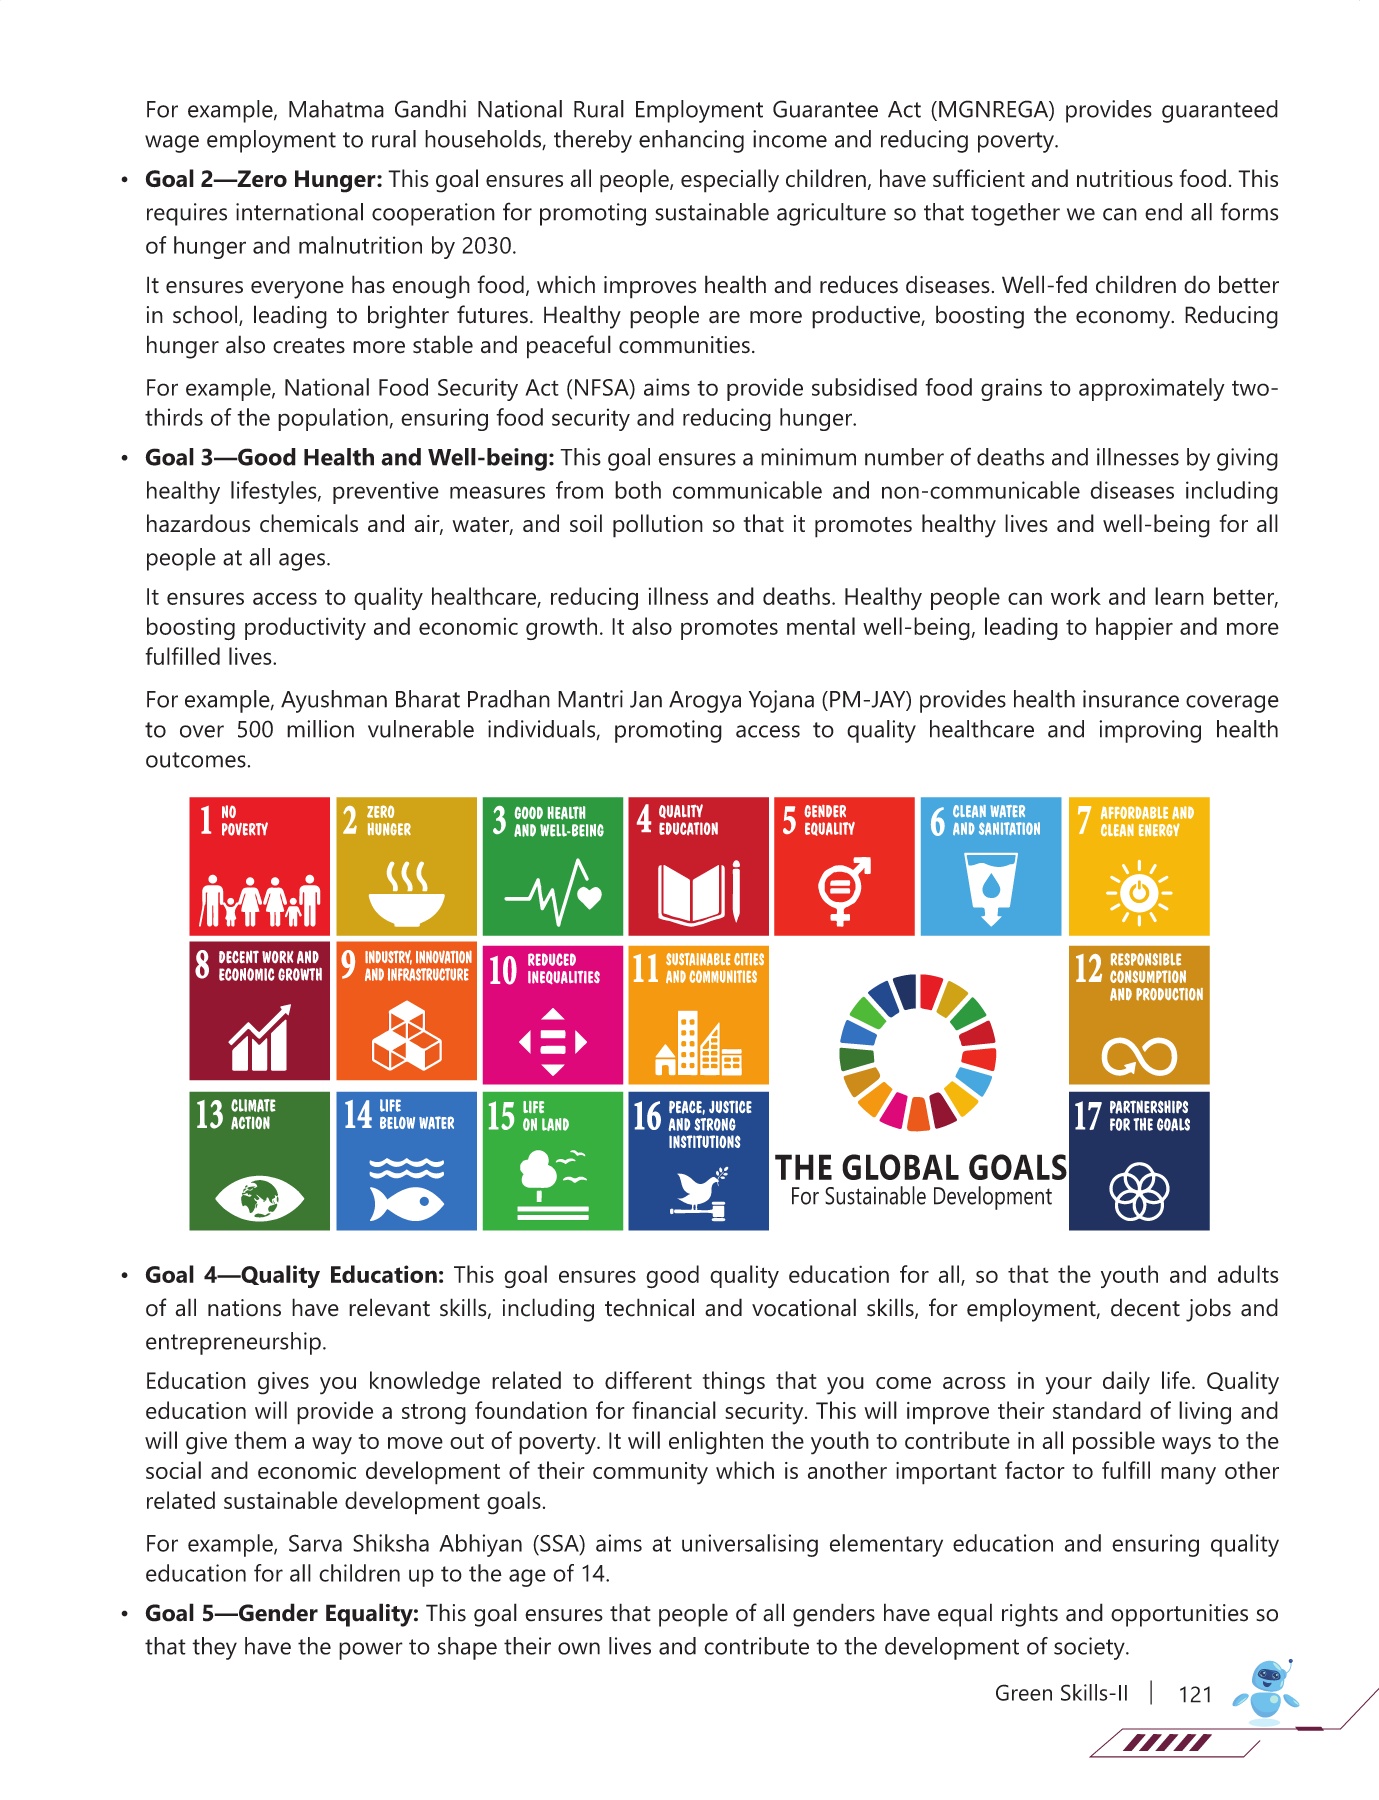 For example, Mahatma Gandhi National Rural Employment Guarantee Act (MGNREGA) provides guaranteed
wage employment to rural households, thereby enhancing income and reducing poverty.
• Goal 2—Zero Hunger: This goal ensures all people, especially children, have sufficient and nutritious food. This
requires international cooperation for promoting sustainable agriculture so that together we can end all forms
of hunger and malnutrition by 2030.
It ensures everyone has enough food, which improves health and reduces diseases. Well-fed children do better
in school, leading to brighter futures. Healthy people are more productive, boosting the economy. Reducing
hunger also creates more stable and peaceful communities.
For example, National Food Security Act (NFSA) aims to provide subsidised food grains to approximately two-
thirds of the population, ensuring food security and reducing hunger.
• Goal 3—Good Health and Well-being: This goal ensures a minimum number of deaths and illnesses by giving
healthy lifestyles, preventive measures from both communicable and non-communicable diseases including
hazardous chemicals and air, water, and soil pollution so that it promotes healthy lives and well-being for all
people at all ages.
It ensures access to quality healthcare, reducing illness and deaths. Healthy people can work and learn better,
boosting productivity and economic growth. It also promotes mental well-being, leading to happier and more
fulfilled lives.
For example, Ayushman Bharat Pradhan Mantri Jan Arogya Yojana (PM-JAY) provides health insurance coverage
to over 500 million vulnerable individuals, promoting access to quality healthcare and improving health
outcomes.
1 NO
POVERTY
2 ZERO
HUNGER
3 GOOD HEALTH
AND WELL-BEING
4 QUALITY
EDUCATION
5 GENDER
EQUALITY
6 CLEAN WATER
AND SANITATION
7 AFFORDABLE AND
CLEAN ENERGY
8 DECENT WORK AND
ECONOMIC GROWTH
9 INDUSTRY, INNOVATION
AND INFRASTRUCTURE
10 REDUCED
INEQUALITIES
11 SUSTAINABLE CITIES
AND COMMUNITIES
12 RESPONSIBLE
CONSUMPTION
AND PRODUCTION
13 CLIMATE
ACTION
14 LIFE
BELOW WATER
15 LIFE
ON LAND
16 PEACE, JUSTICE
AND STRONG
INSTITUTIONS
THE GLOBAL GOALS
For Sustainable Development
17 PARTNERSHIPS
FOR THE GOALS
• Goal 4—Quality Education: This goal ensures good quality education for all, so that the youth and adults
of all nations have relevant skills, including technical and vocational skills, for employment, decent jobs and
entrepreneurship.
Education gives you knowledge related to different things that you come across in your daily life. Quality
education will provide a strong foundation for financial security. This will improve their standard of living and
will give them a way to move out of poverty. It will enlighten the youth to contribute in all possible ways to the
social and economic development of their community which is another important factor to fulfill many other
related sustainable development goals.
For example, Sarva Shiksha Abhiyan (SSA) aims at universalising elementary education and ensuring quality
education for all children up to the age of 14.
• Goal 5—Gender Equality: This goal ensures that people of all genders have equal rights and opportunities so
that they have the power to shape their own lives and contribute to the development of society.
Green Skills-II | 121